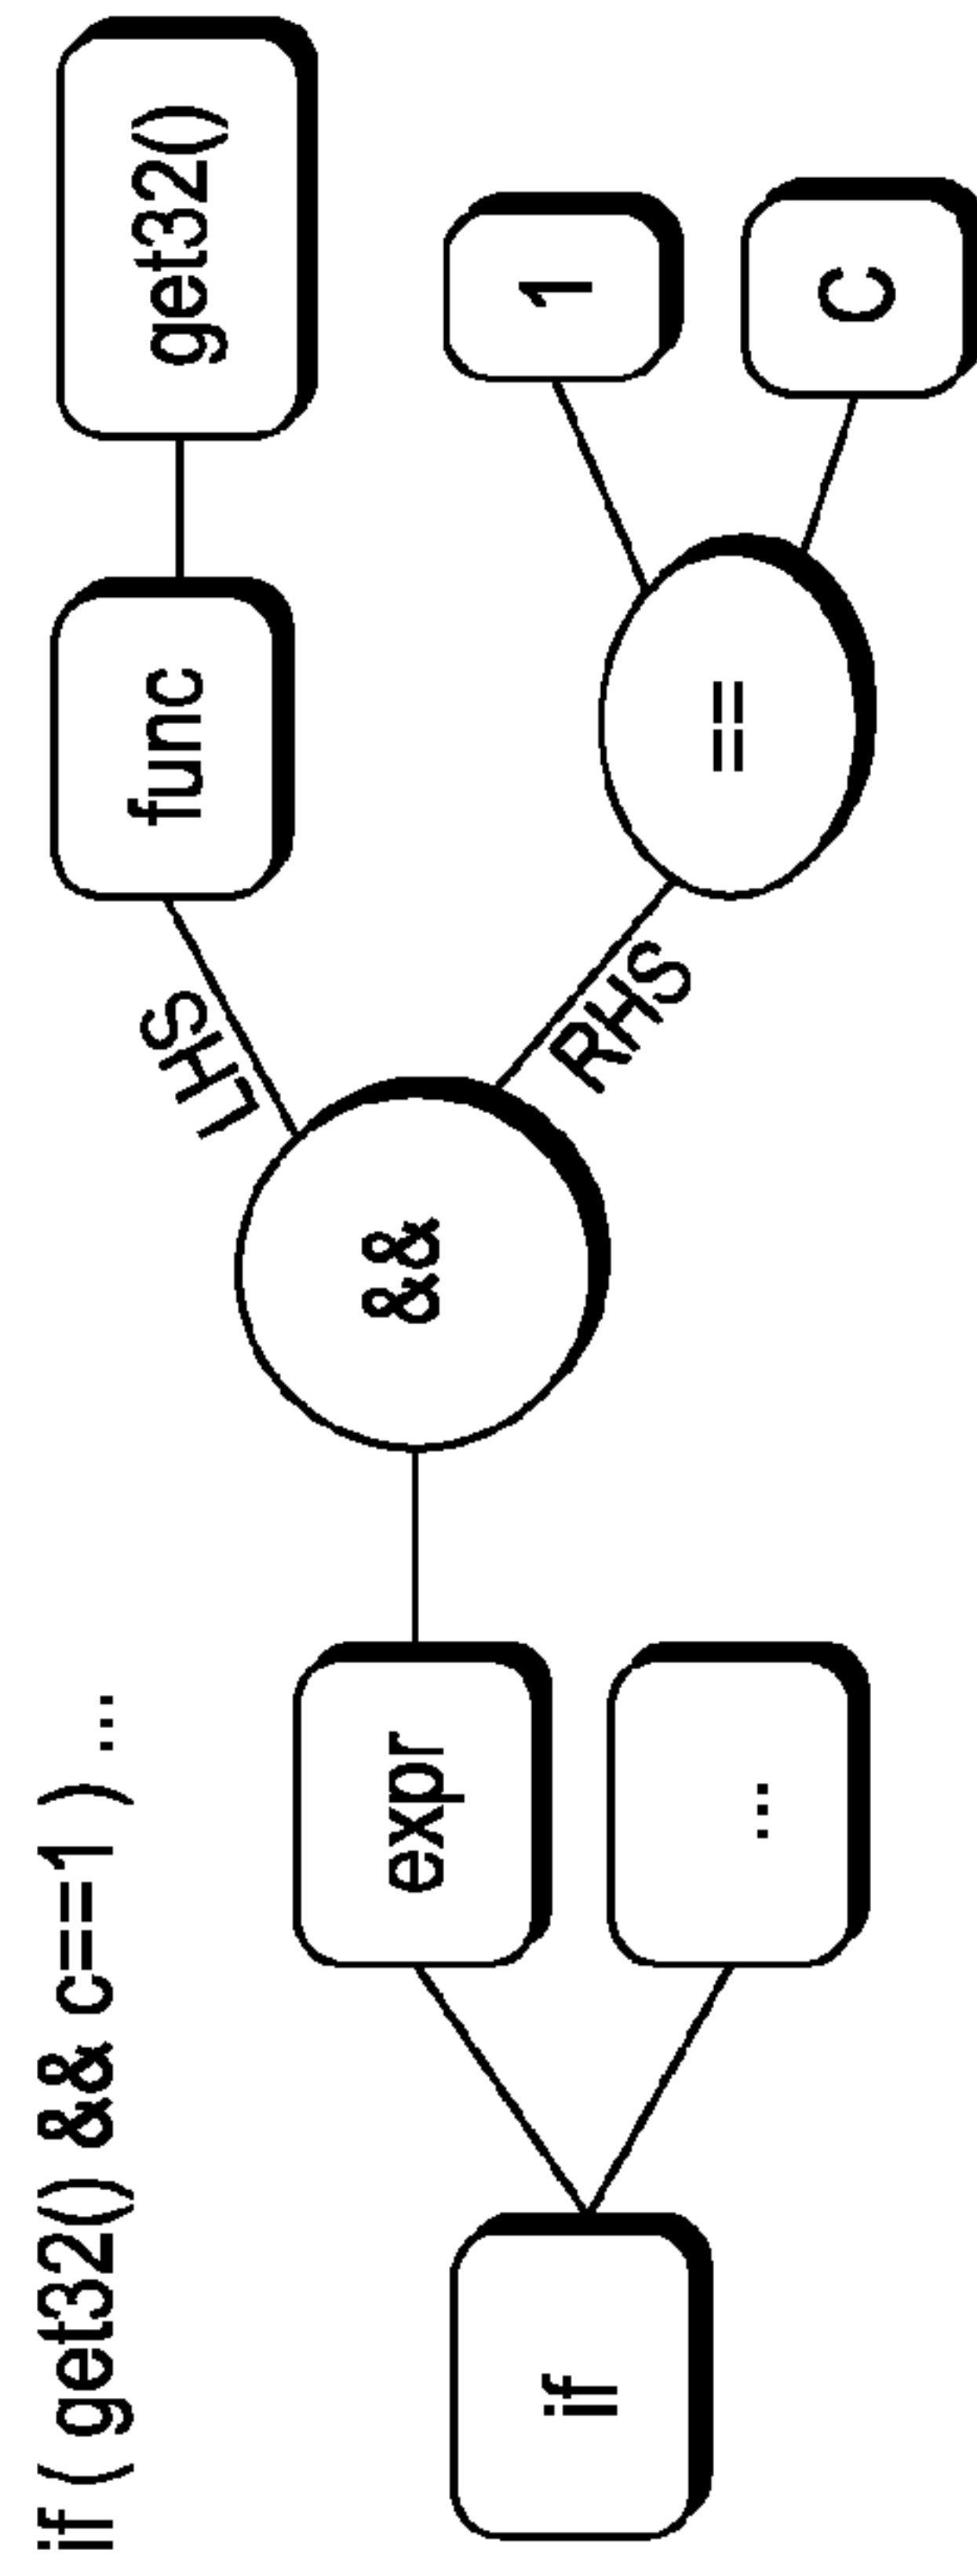 if ( get32() && c==1 ) ...
if
expr
...
&&
LHS
RHS
func
get32()
==
1
C